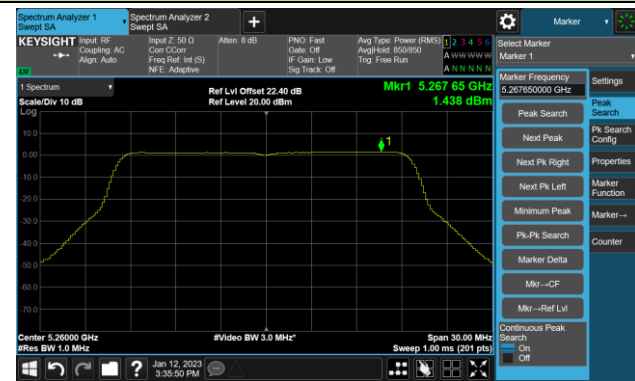 Spectrum Analyzer 1
Swept SA
Spectrum Analyzer 2
Swept SA
+
Marker
KEYSIGHT
Input: RF
Coupling: AC
Align: Auto
Input Z: 50 Ω
Corr CCorr
Freq Ref: Int (S)
NFE: Adaptive
Atten: 8 dB
PNO: Fast
Gate: Off
IF Gain: Low
Sig Track: Off
Avg Type: Power (RMS)
Avg|Hold: 850/850
Trig: Free Run
1 2 3 4 5 6
A W W W W W
A N N N N N
Select Marker
Marker 1
1 Spectrum
Scale/Div 10 dB
Log
Ref Lvl Offset 22.40 dB
Ref Level 20.00 dBm
Mkr1 5.267 65 GHz
1.438 dBm
10.0
0.00
-10.0
-20.0
-30.0
-40.0
-50.0
-60.0
-70.0
1
Center 5.26000 GHz
#Res BW 1.0 MHz
#Video BW 3.0 MHz*
Span 30.00 MHz
Sweep 1.00 ms (201 pts)
Marker Frequency
5.267650000 GHz
Peak Search
Next Peak
Next Pk Right
Next Pk Left
Minimum Peak
Pk-Pk Search
Marker Delta
Mkr→CF
Mkr→Ref Lvl
Continuous Peak
Search
On
Off
Settings
Peak
Search
Pk Search
Config
Properties
Marker
Function
Marker→
Counter
?
Jan 12, 2023
3:35:50 PM